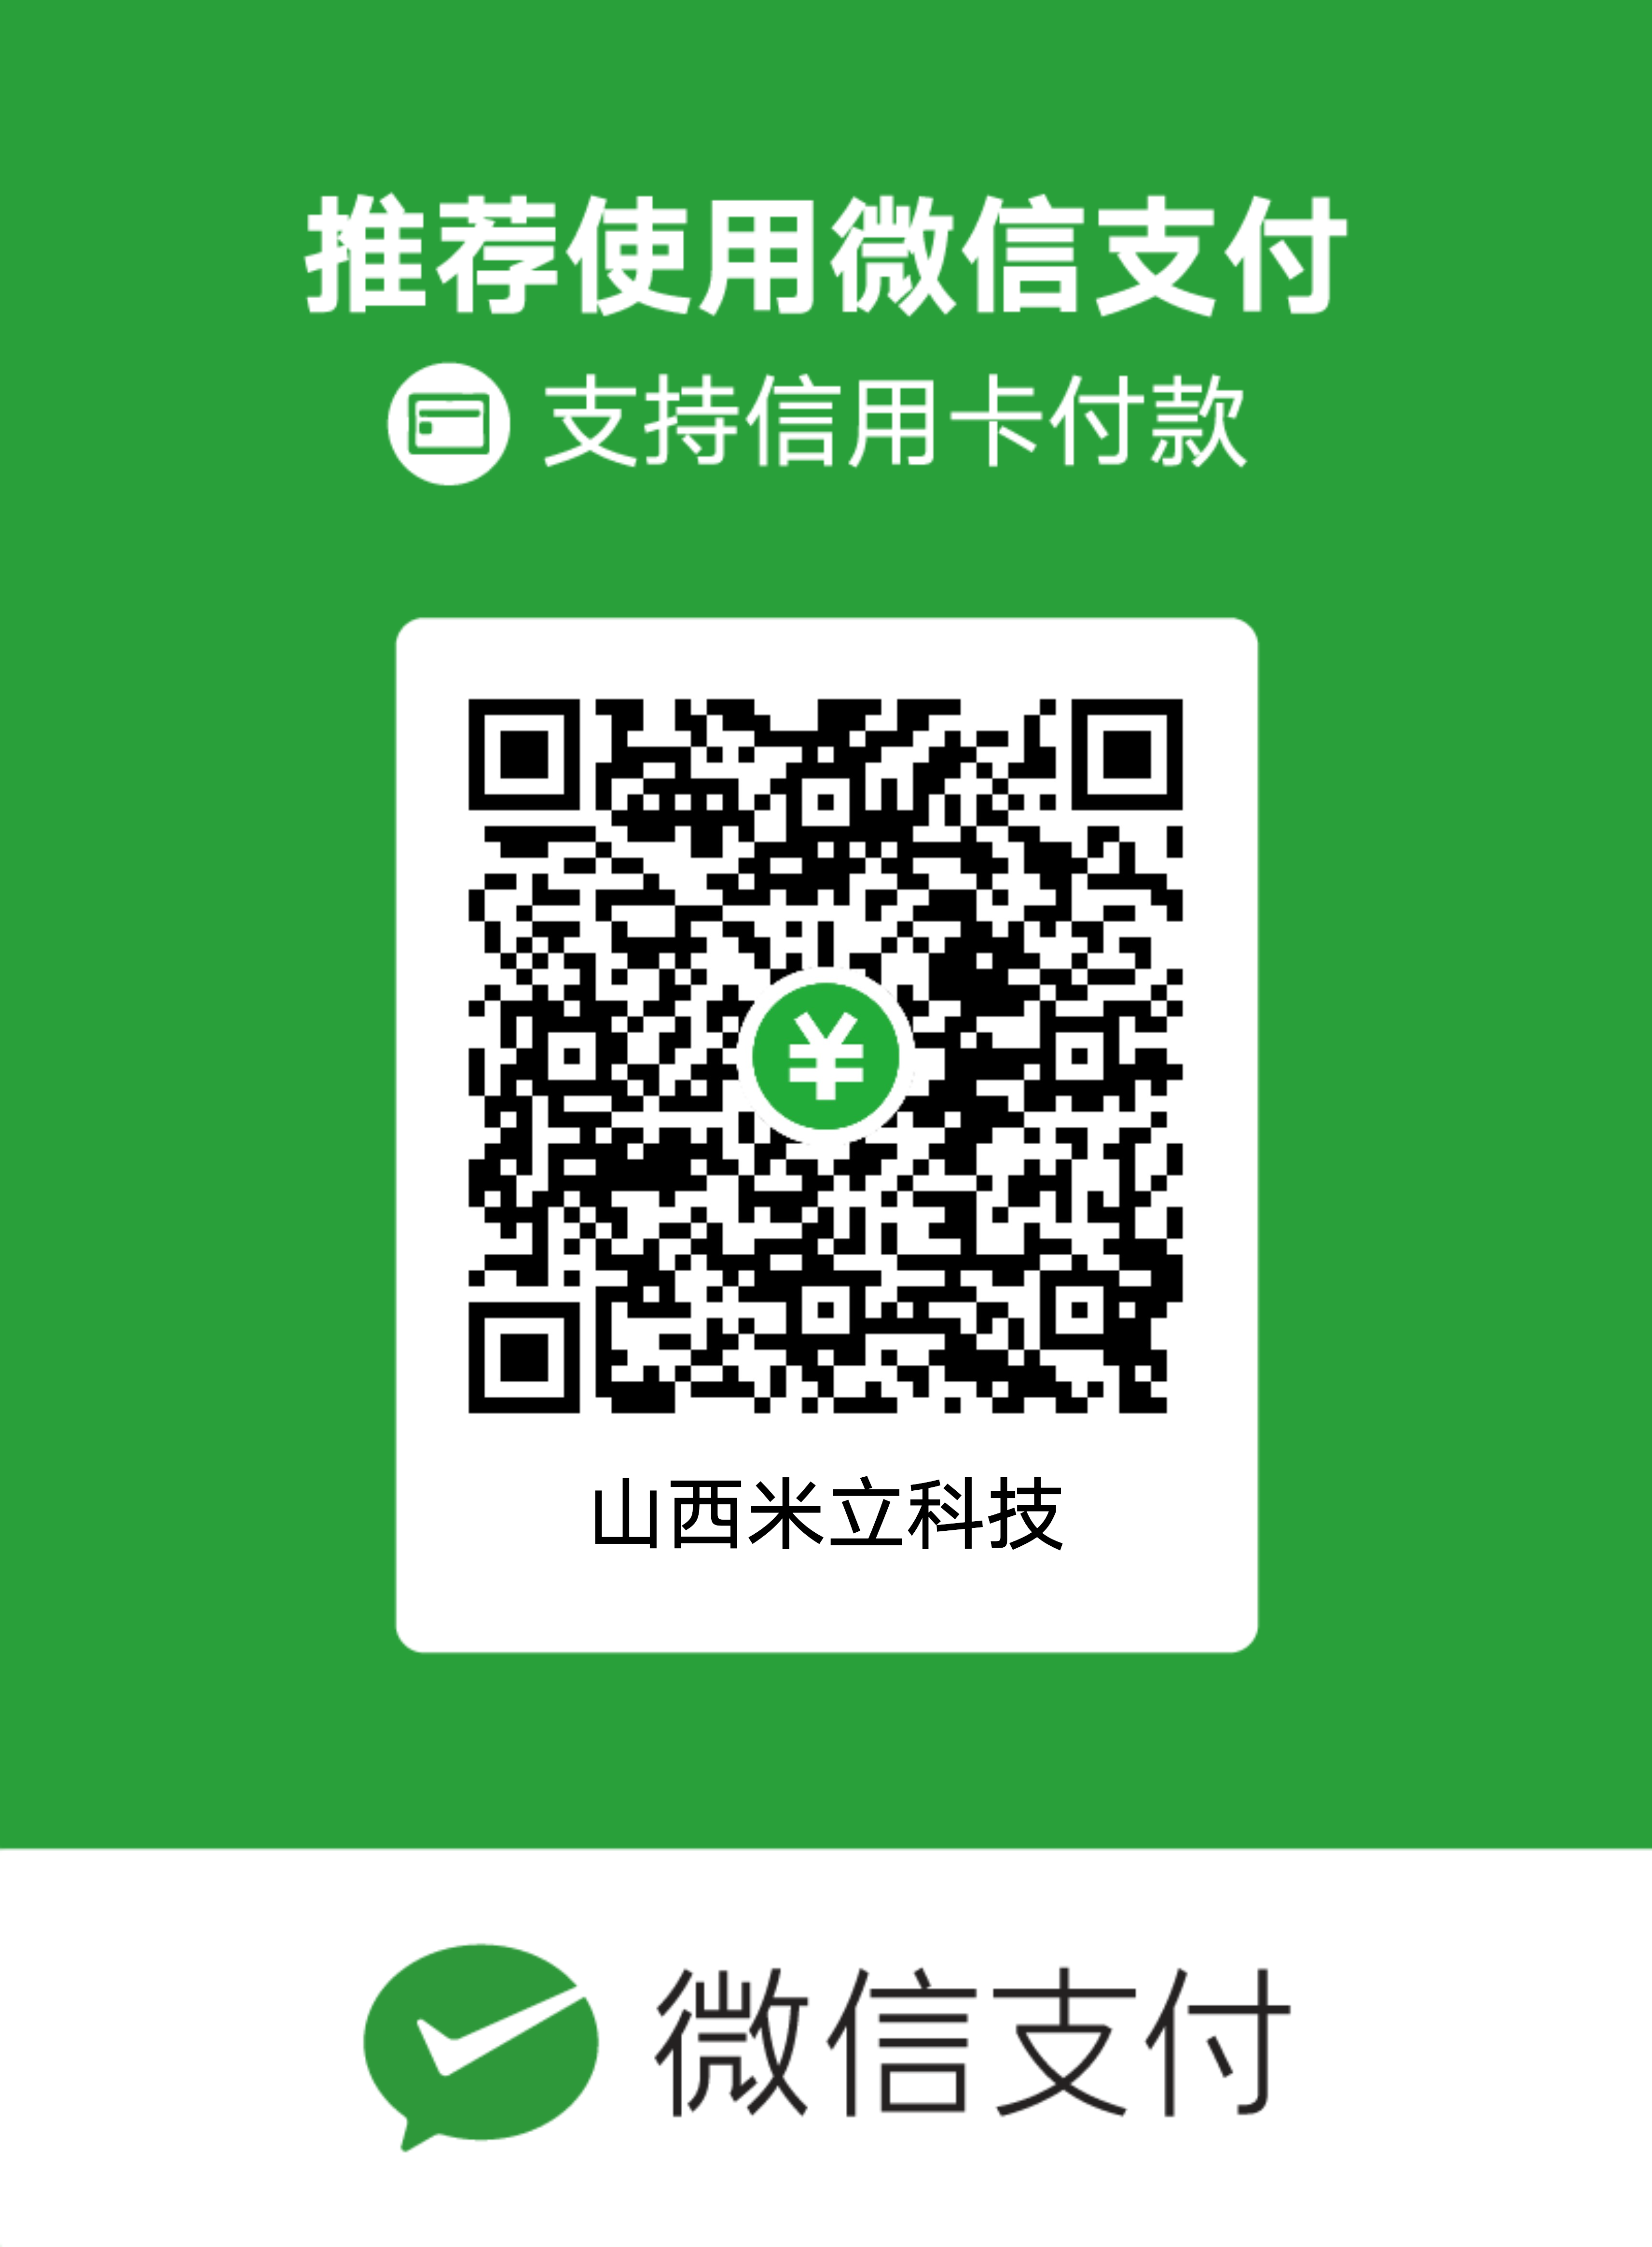 推荐使用微信支付
支持信用卡付款
¥
山西米立科技
微信支付